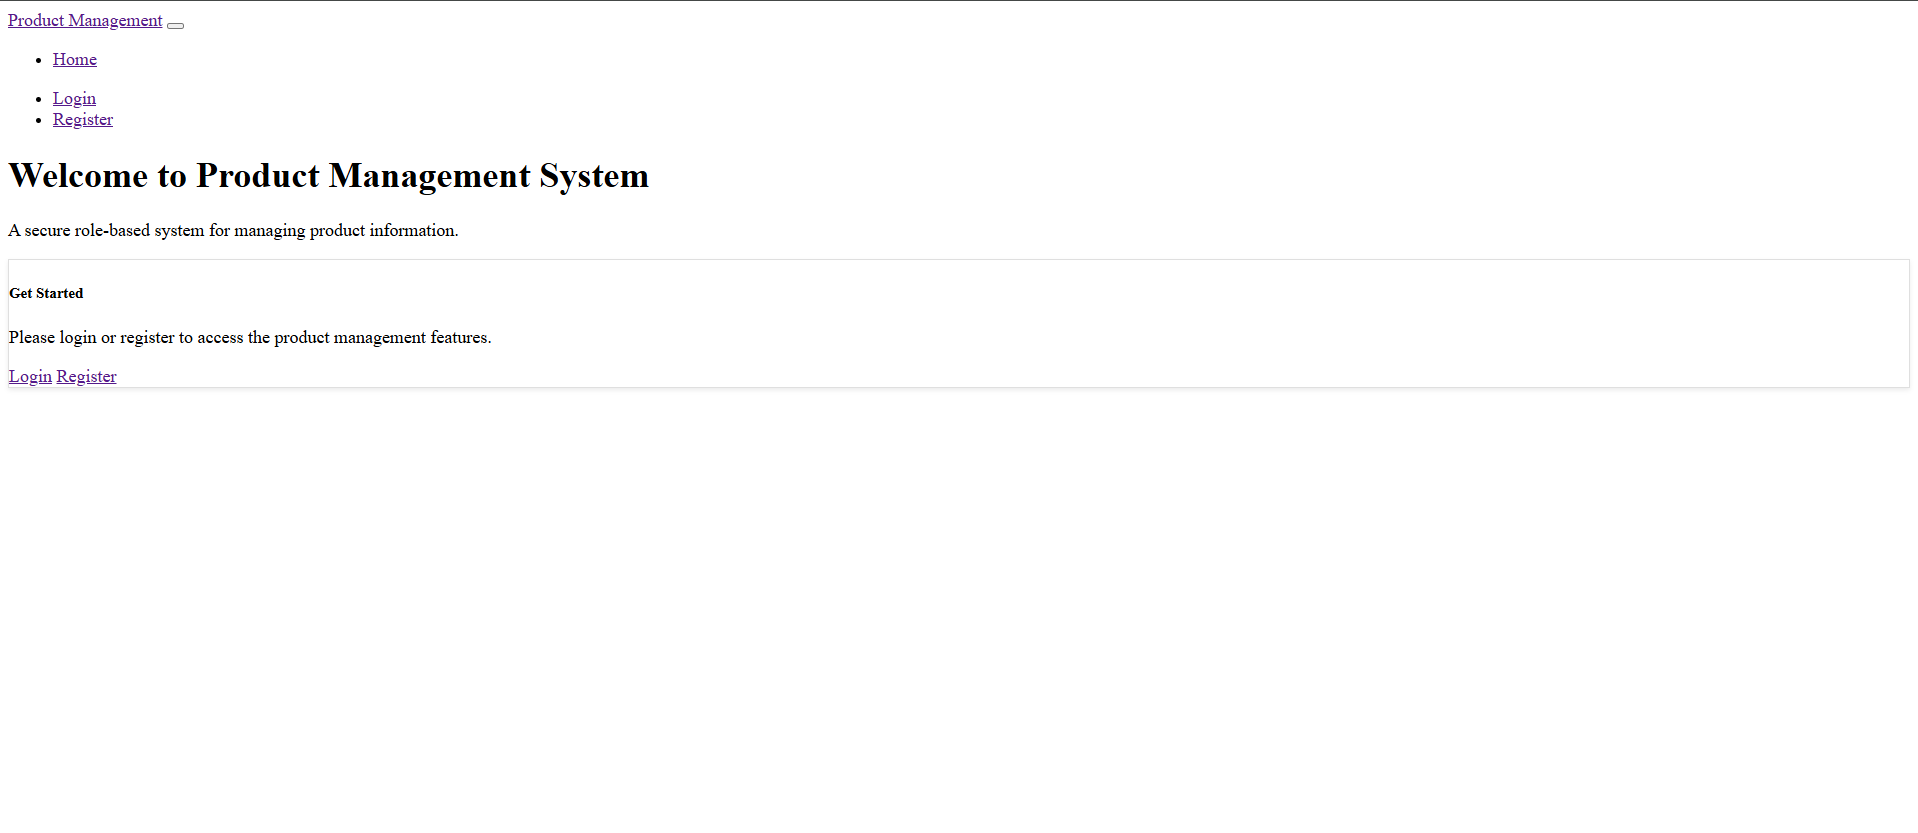 Product Management
Home
Login
Register
Welcome to Product Management System
A secure role-based system for managing product information.
Get Started
Please login or register to access the product management features.
Login Register